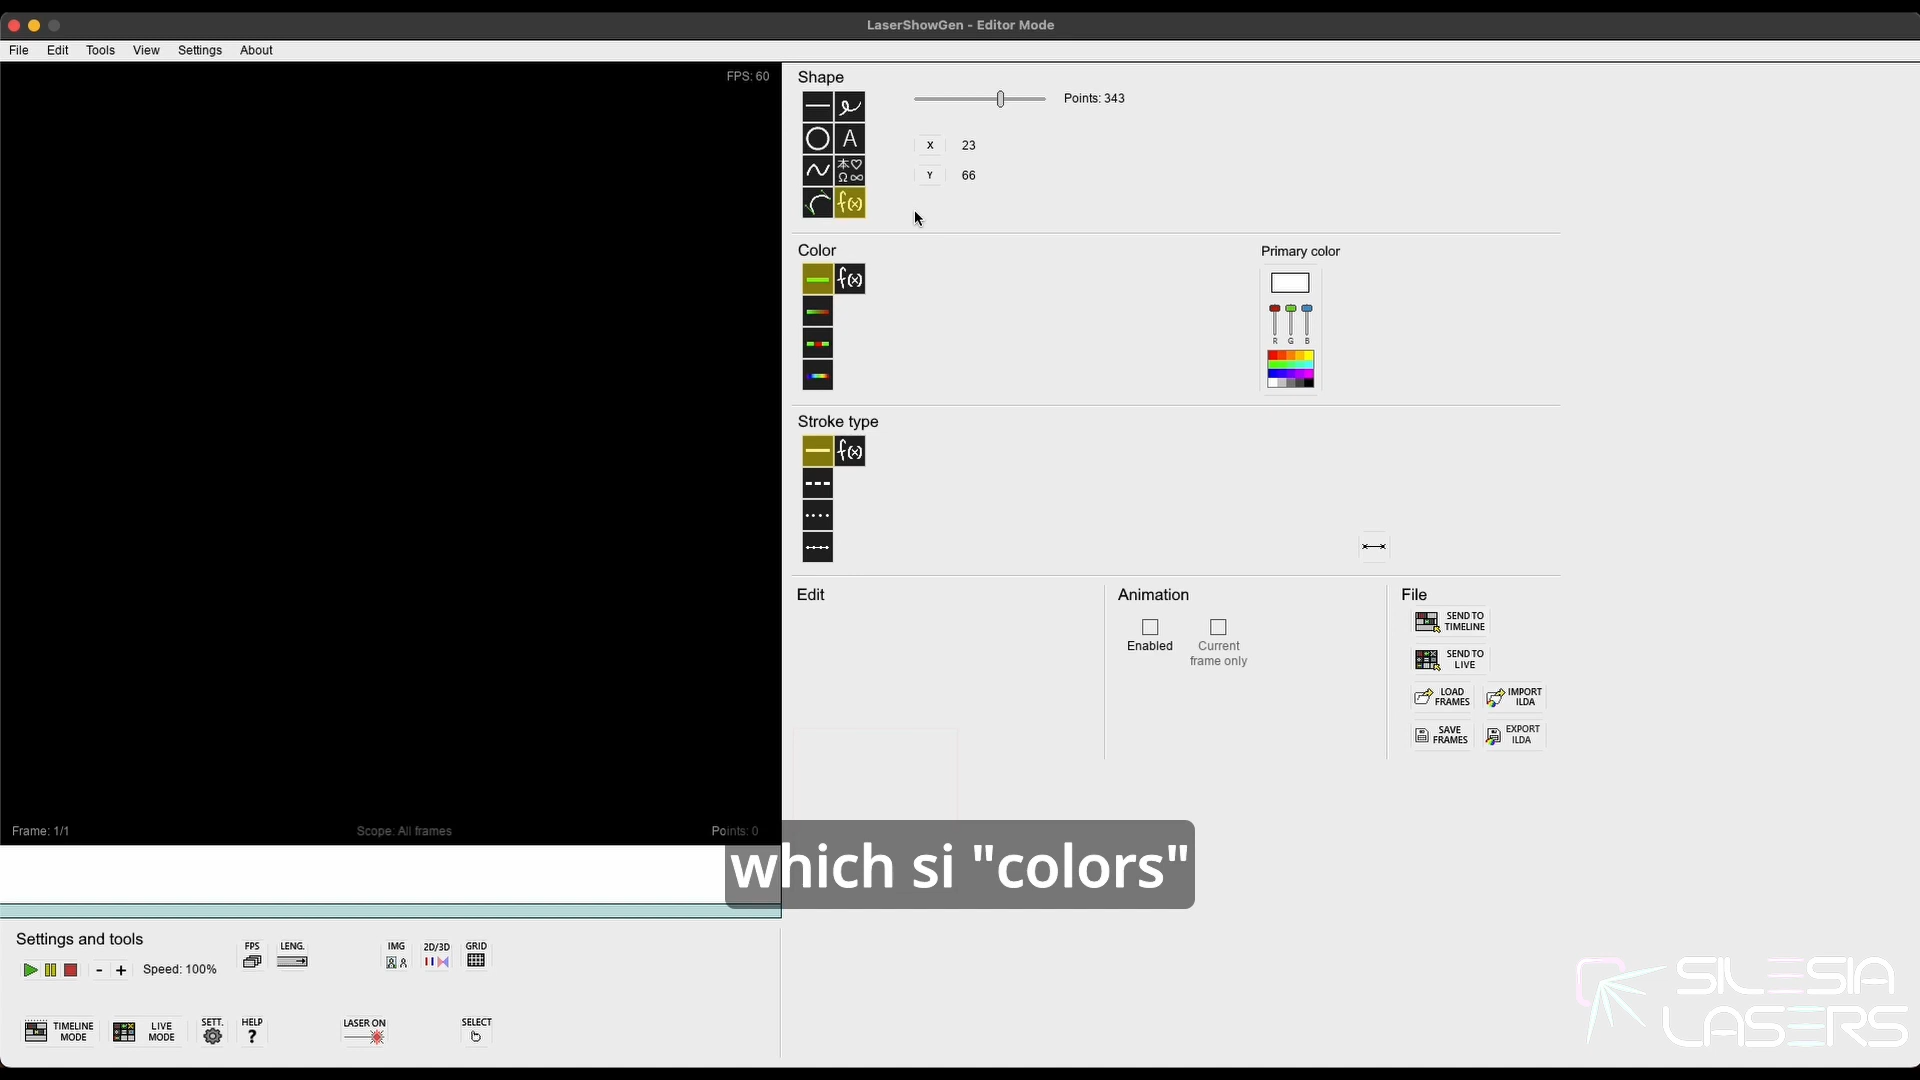 LaserShowGen - Editor Mode
File Edit Tools View Settings About
FPS: 60
Shape
Points: 343
X 23
Y 66
A
本♡
Ω∞
f(x)
Color
f(x)
Primary color
R G B
Stroke type
f(x)
Edit
Animation
Enabled
Current
frame only
File
SEND TO
TIMELINE
SEND TO
LIVE
LOAD
FRAMES
IMPORT
ILDA
SAVE
FRAMES
EXPORT
ILDA
Frame: 1/1
Scope: All frames
Points: 0
which si "colors"
Settings and tools
- +
Speed: 100%
FPS
LENG.
IMG
2D/3D
GRID
TIMELINE
MODE
LIVE
MODE
SETT.
HELP
?
LASER ON
SELECT
SILESIA
LASERS